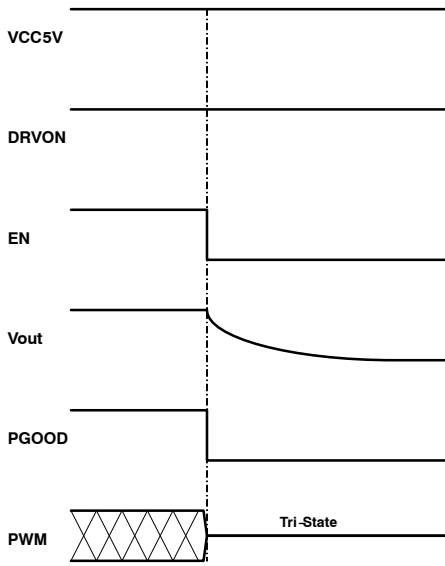 VCC5V
DRVON
EN
Vout
PGOOD
Tri-State
PWM